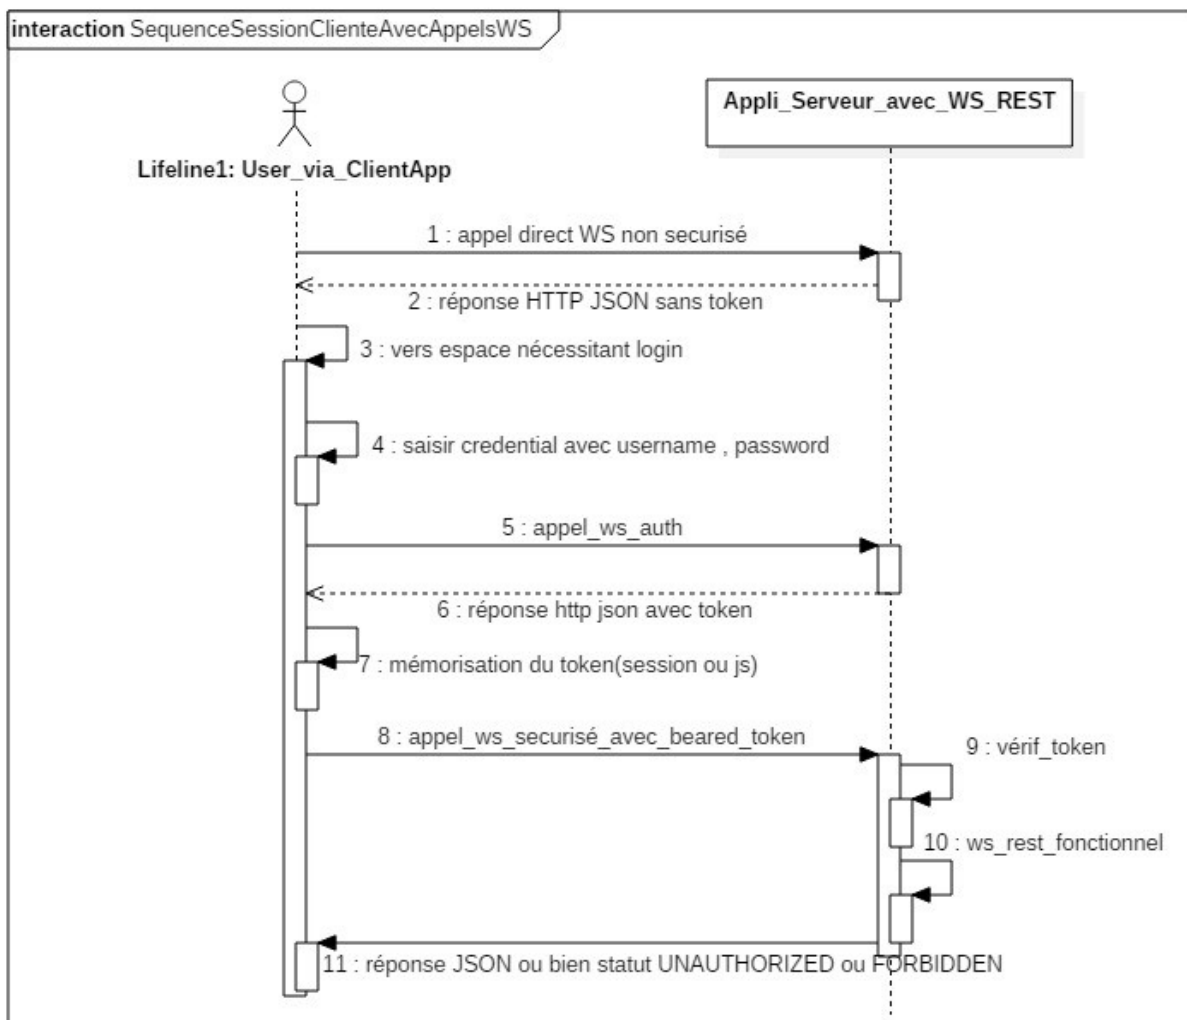 interaction SequenceSessionClienteAvecAppelsWS
Appli_Serveur_avec_WS_REST
Lifeline1: User_via_ClientApp
1 : appel direct WS non securisé
2 : réponse HTTP JSON sans token
3 : vers espace nécessitant login
4 : saisir credential avec username , password
5 : appel_ws_auth
6 : réponse http json avec token
7 : mémorisation du token(session ou js)
8 : appel_ws_securisé_avec_beared_token
9 : vérif_token
10 : ws_rest_fonctionnel
11 : réponse JSON ou bien statut UNAUTHORIZED ou FORBIDDEN